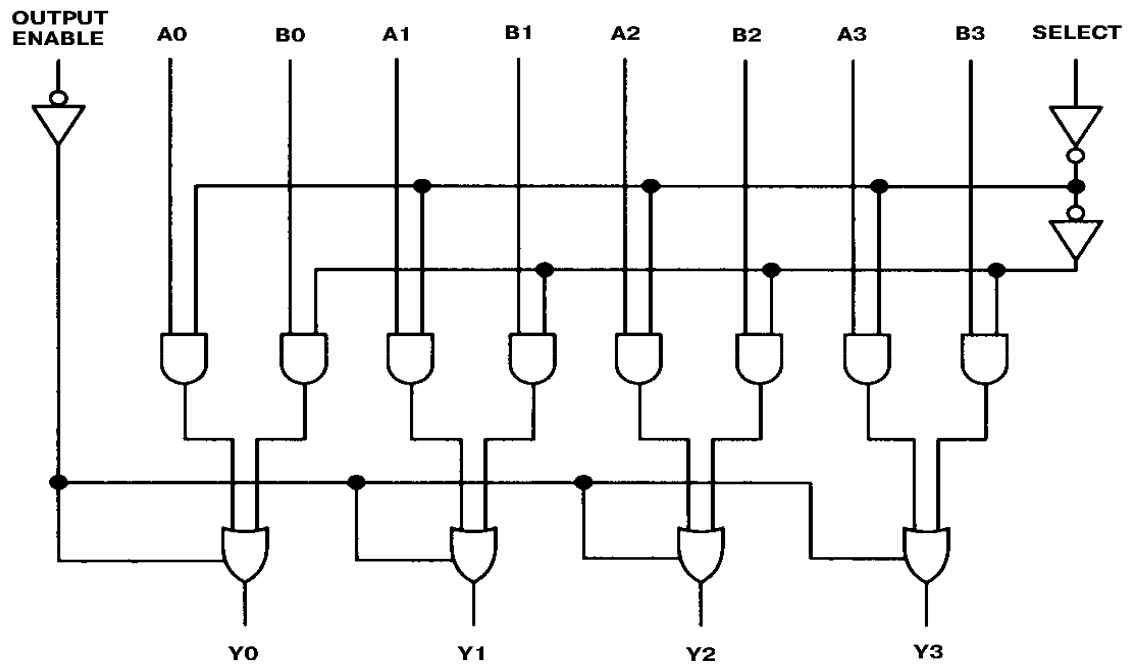 OUTPUT
ENABLE
A0
B0
A1
B1
A2
B2
A3
B3
SELECT
Y0
Y1
Y2
Y3